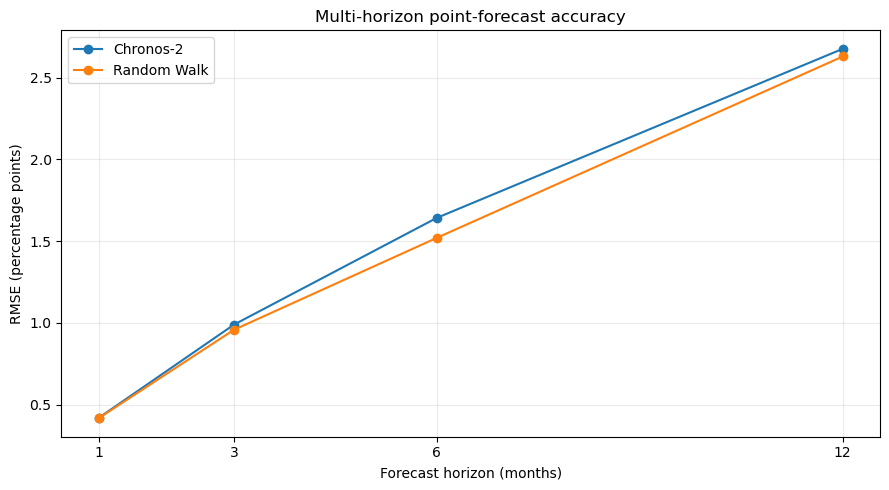 Multi-horizon point-forecast accuracy
Chronos-2
Random Walk
RMSE (percentage points)
2.5
2.0
1.5
1.0
0.5
1 3 6 12
Forecast horizon (months)